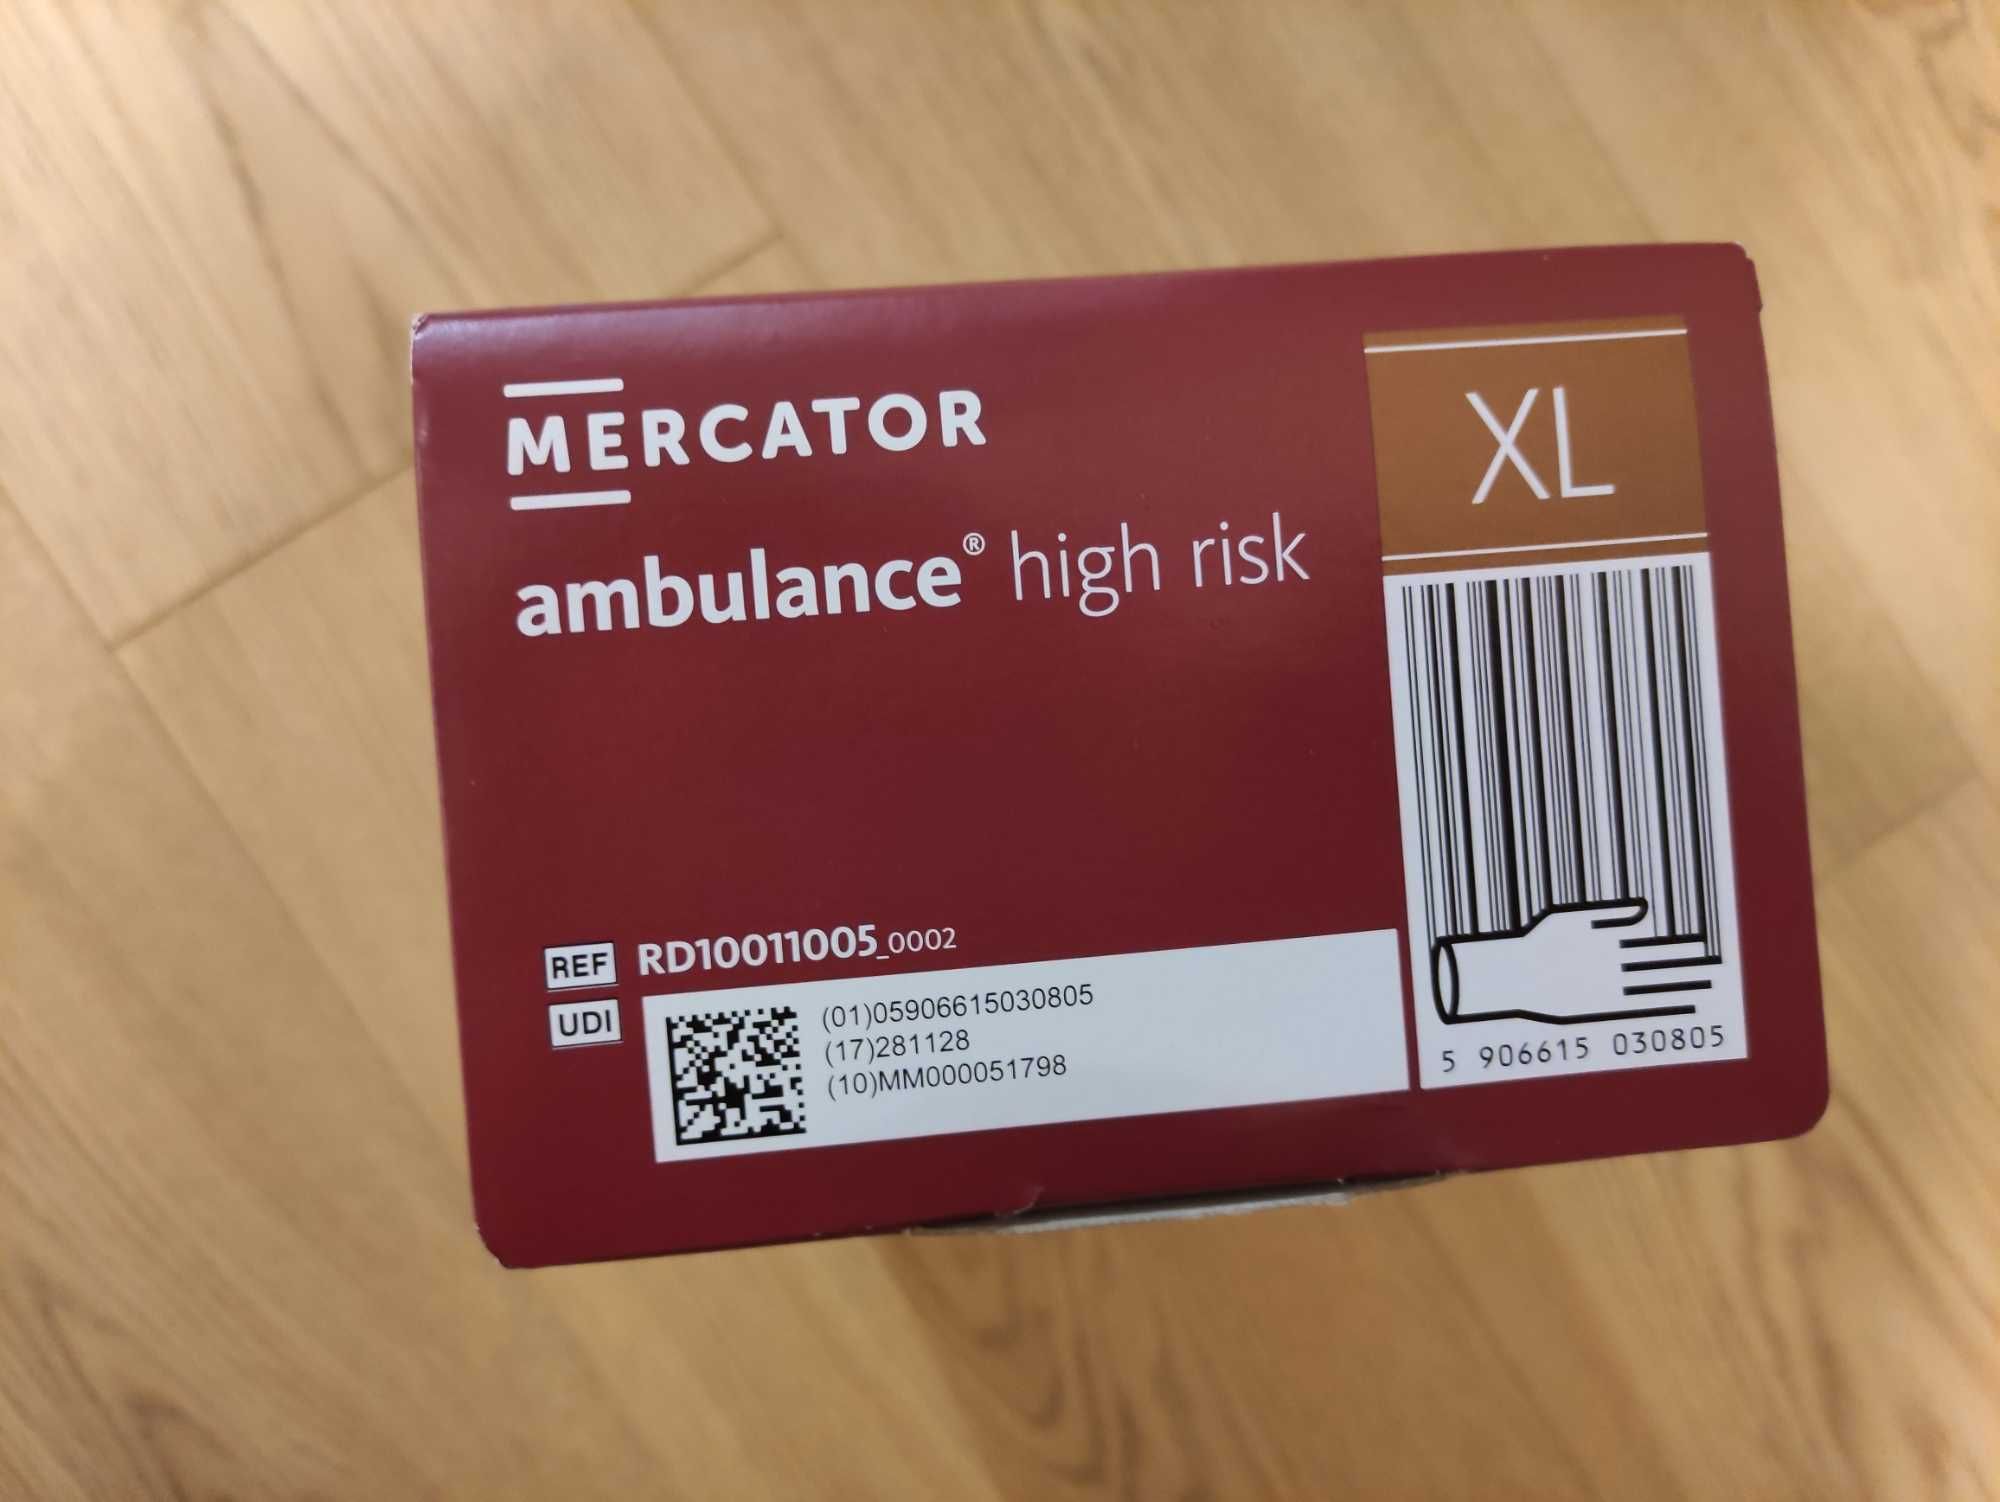 MERCATOR
ambulance® high risk
XL
REF RD10011005_0002
UDI
(01)05906615030805
(17)281128
(10)MM000051798
5 906615 030805